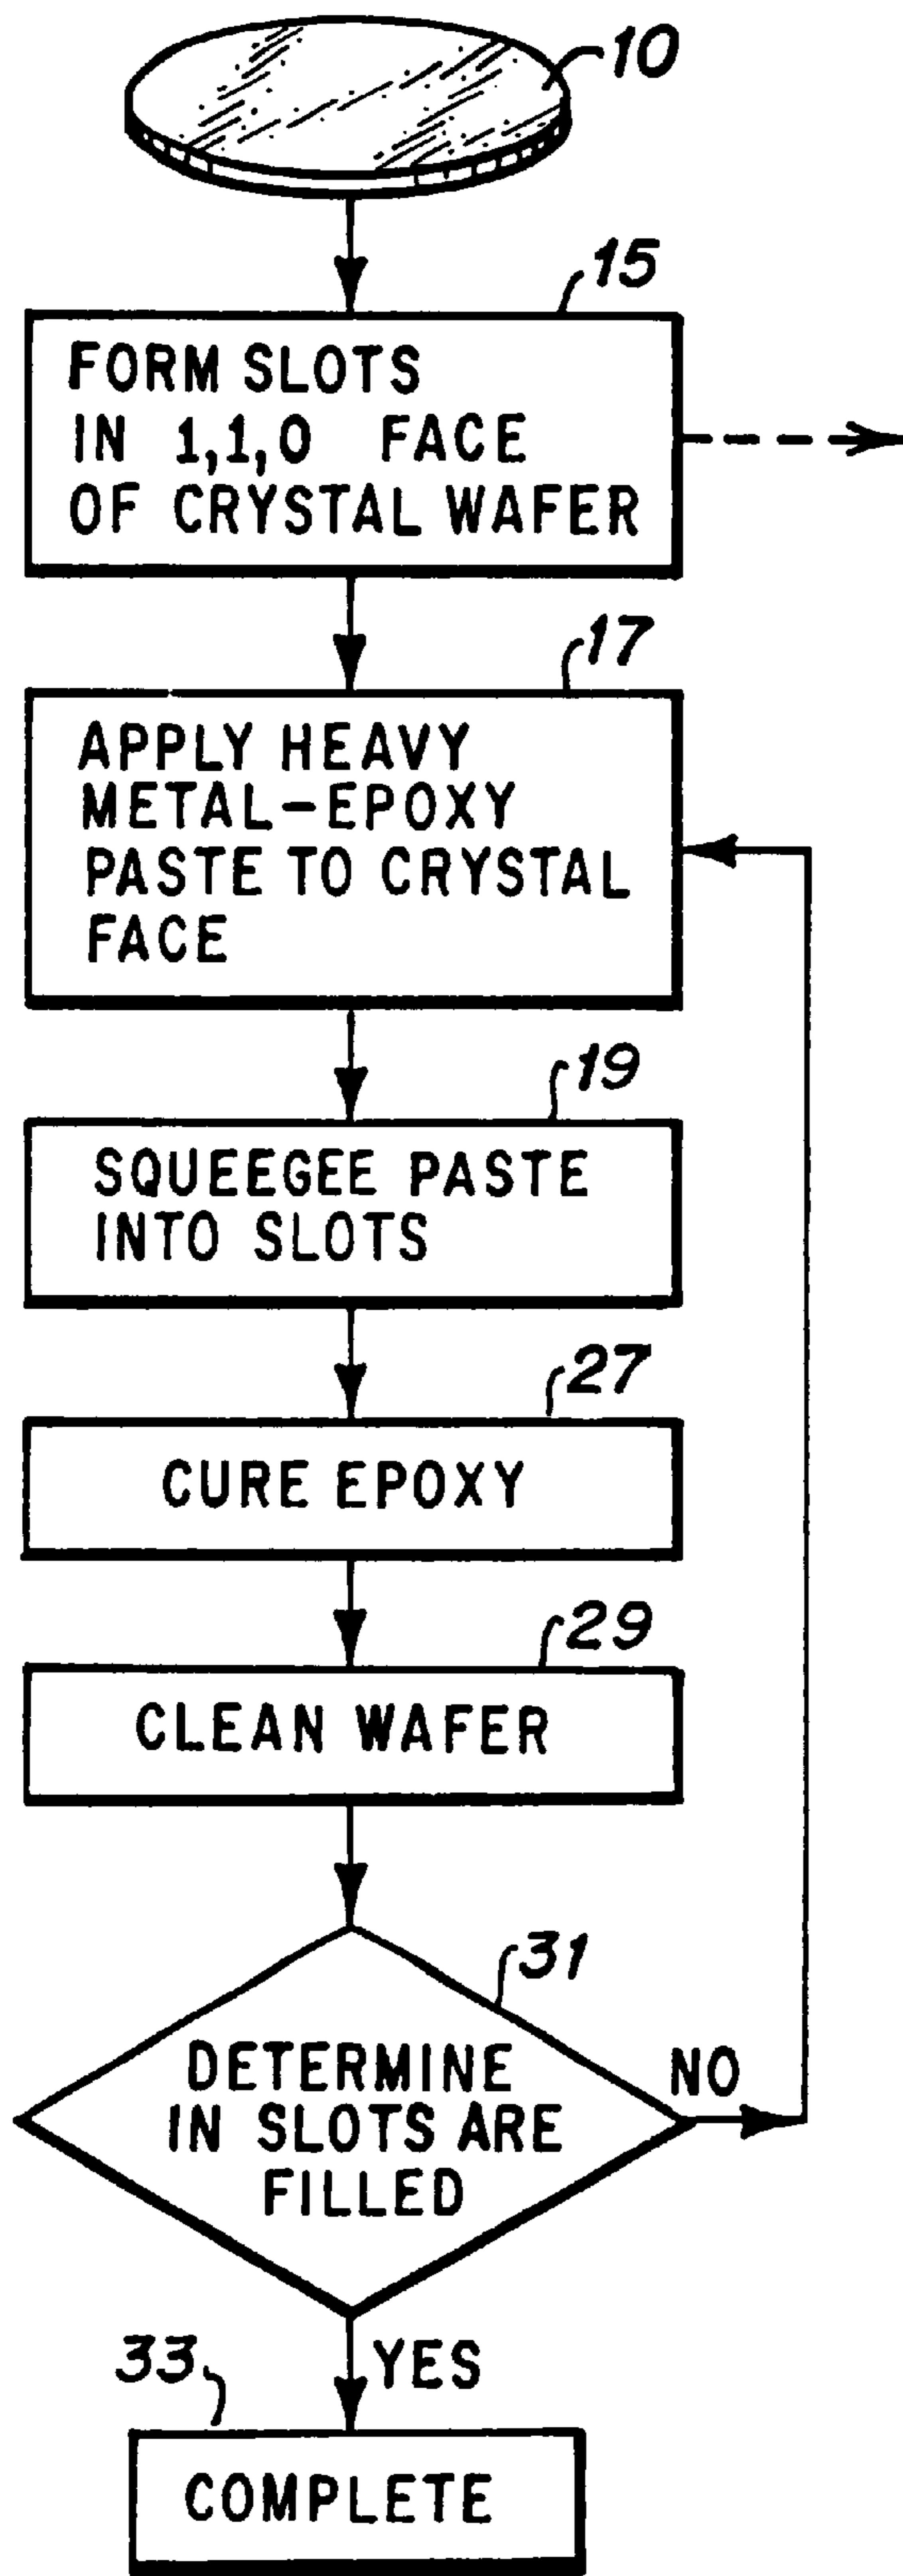 10
15
FORM SLOTS
IN 1,1,0 FACE
OF CRYSTAL WAFER
17
APPLY HEAVY
METAL-EPOXY
PASTE TO CRYSTAL
FACE
19
SQUEEGEE PASTE
INTO SLOTS
27
CURE EPOXY
29
CLEAN WAFER
31
DETERMINE
IN SLOTS ARE
FILLED
NO
YES
33
COMPLETE